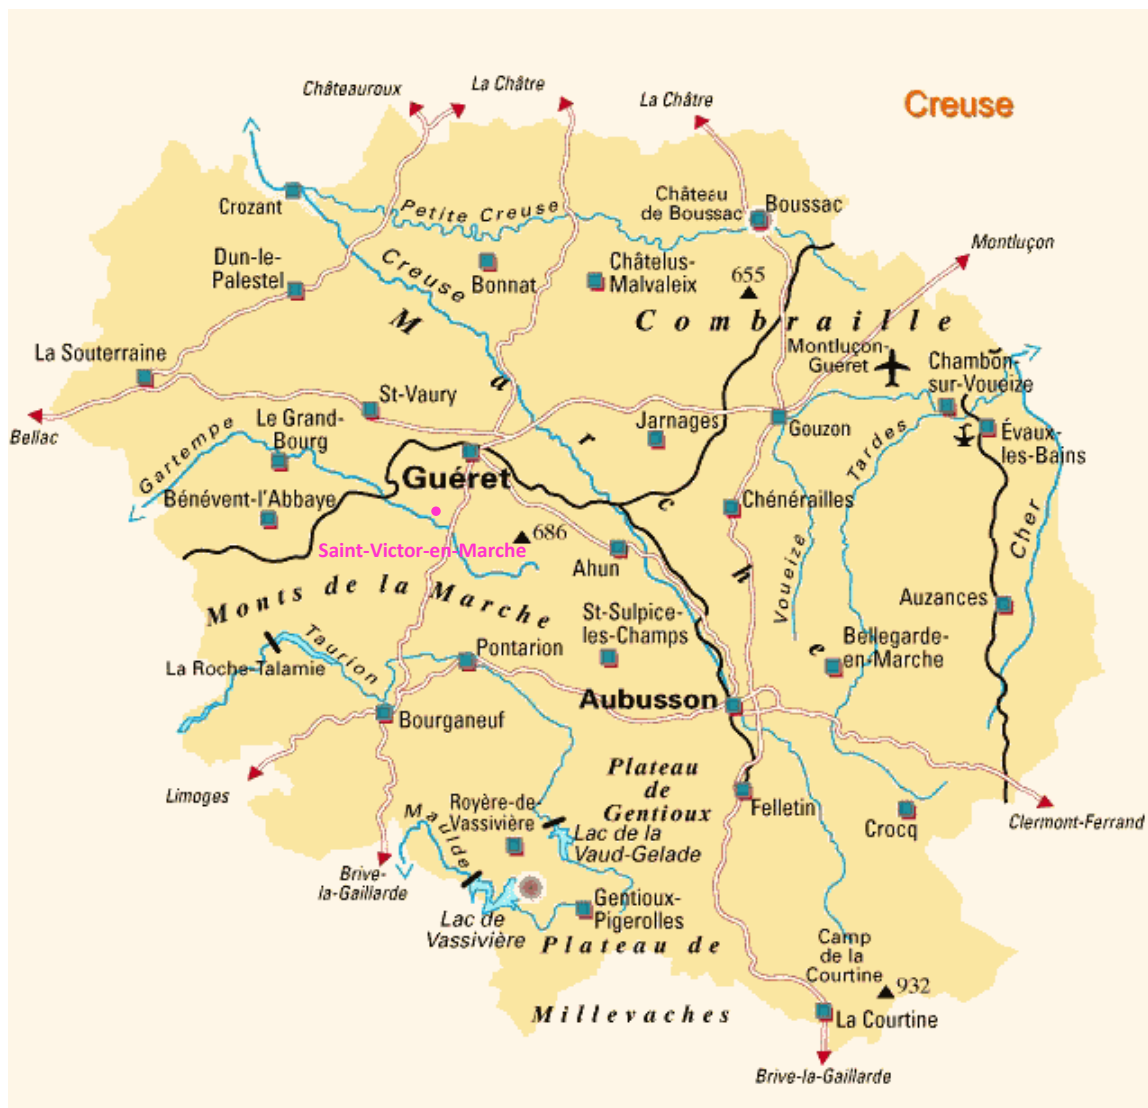 Creuse
Châteauroux
La Châtre
La Châtre
Crozant
Petite Creuse
Château
de Boussac
Boussac
Montluçon
Dun-le-
Palestel
Creuse
Bonnat
Châtelus-
Malvaleix
655
Combraille
Marche
La Souterraine
Montluçon-
Guéret
Chambon-
sur-Voueize
St-Vaury
Le Grand-
Bourg
Jarnages
Gouzon
Tardes
Évaux-
les-Bains
Bellac
Gartempe
Guéret
Bénévent-l'Abbaye
Chénérailles
Voueize
Cher
Saint-Victor-en-Marche
686
Ahun
Monts de la Marche
St-Sulpice-
les-Champs
Auzances
Taurion
La Roche-Talamie
Pontarion
Bellegarde-
en-Marche
Aubusson
Bourganeuf
Limoges
Plateau
de
Gentioux
Felletin
Crocq
Clermont-Ferrand
Royère-de-
Vassivière
Maulde
Lac de la
Vaud-Gelade
Brive-
la-Gaillarde
Lac de
Vassivière
Gentioux-
Pigerolles
Plateau de
Millevaches
Camp
de la
Courtine
932
La Courtine
Brive-la-Gaillarde